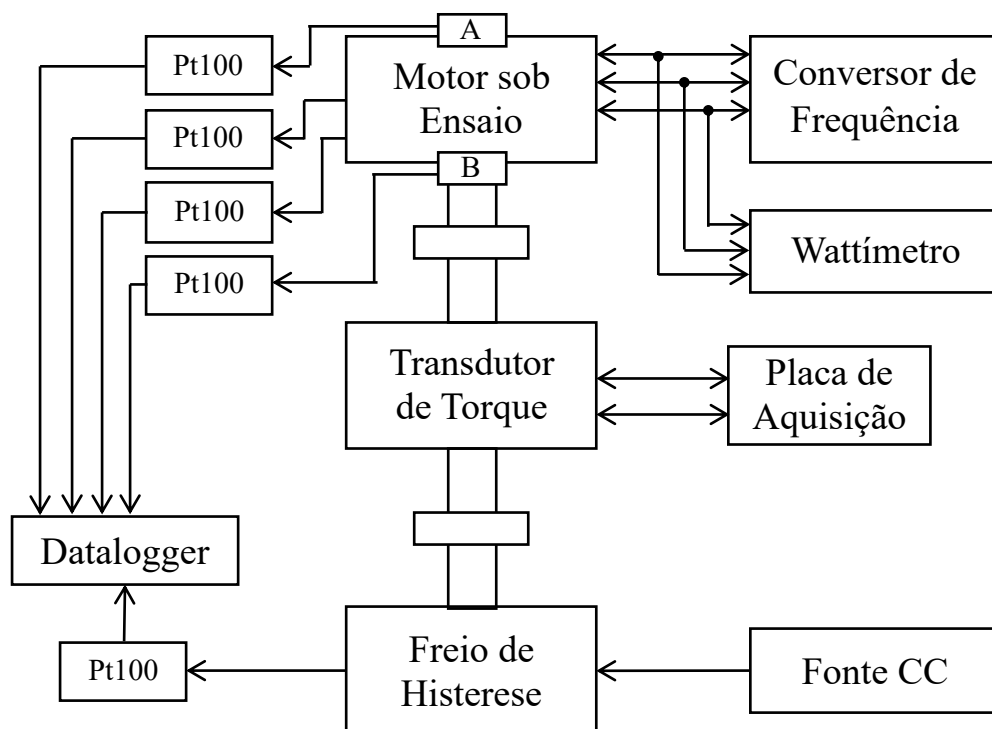 A
Pt100
Motor sob
Ensaio
Conversor de
Frequência
Pt100
B
Pt100
Wattímetro
Pt100
Transdutor
de Torque
Placa de
Aquisição
Datalogger
Pt100
Freio de
Histerese
Fonte CC